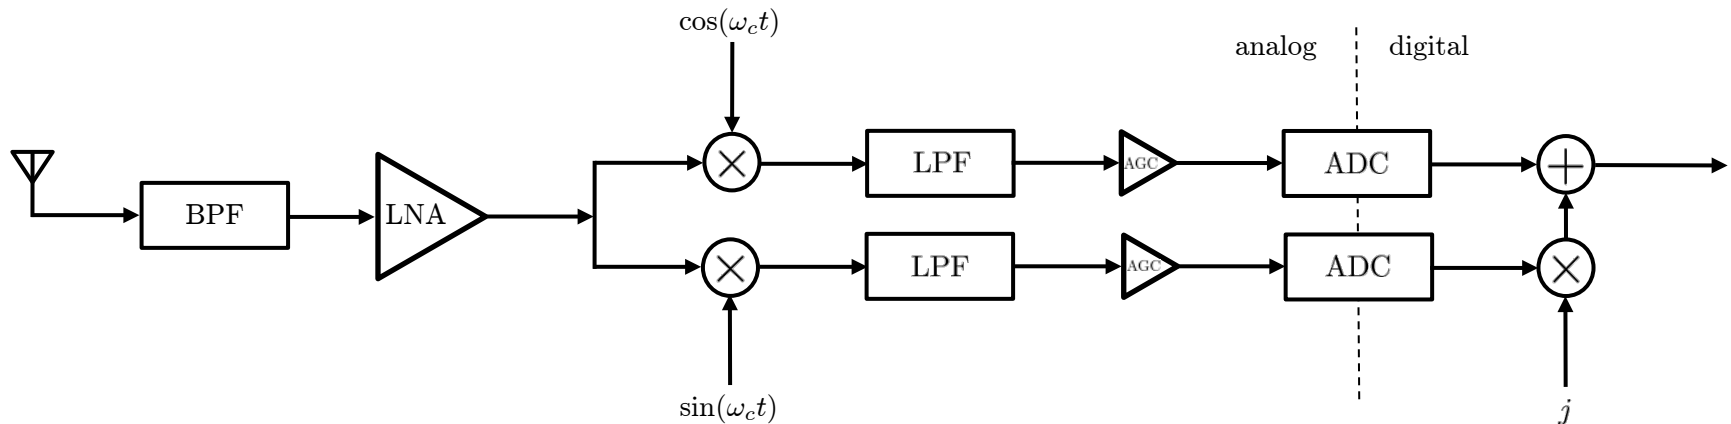 cos(ω_c t)
analog digital
BPF
LNA
×
LPF
AGC
ADC
+
×
LPF
AGC
ADC
×
sin(ω_c t)
j